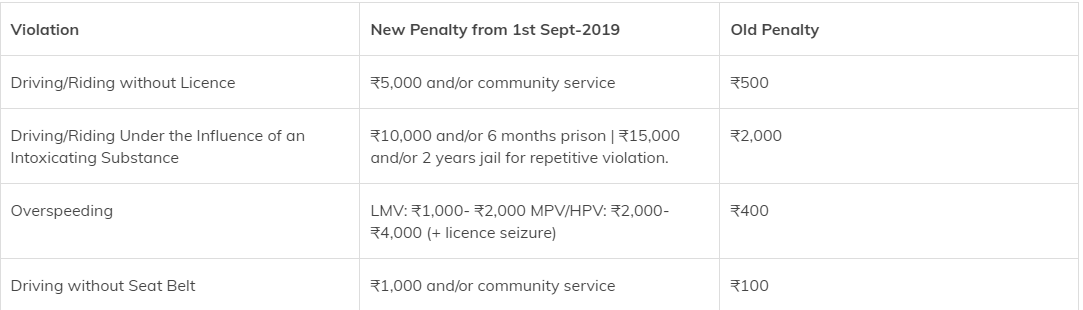 Violation
New Penalty from 1st Sept-2019
Old Penalty
Driving/Riding without Licence
₹5,000 and/or community service
₹500
Driving/Riding Under the Influence of an
Intoxicating Substance
₹10,000 and/or 6 months prison | ₹15,000
and/or 2 years jail for repetitive violation.
₹2,000
Overspeeding
LMV: ₹1,000- ₹2,000 MPV/HPV: ₹2,000-
₹4,000 (+ licence seizure)
₹400
Driving without Seat Belt
₹1,000 and/or community service
₹100